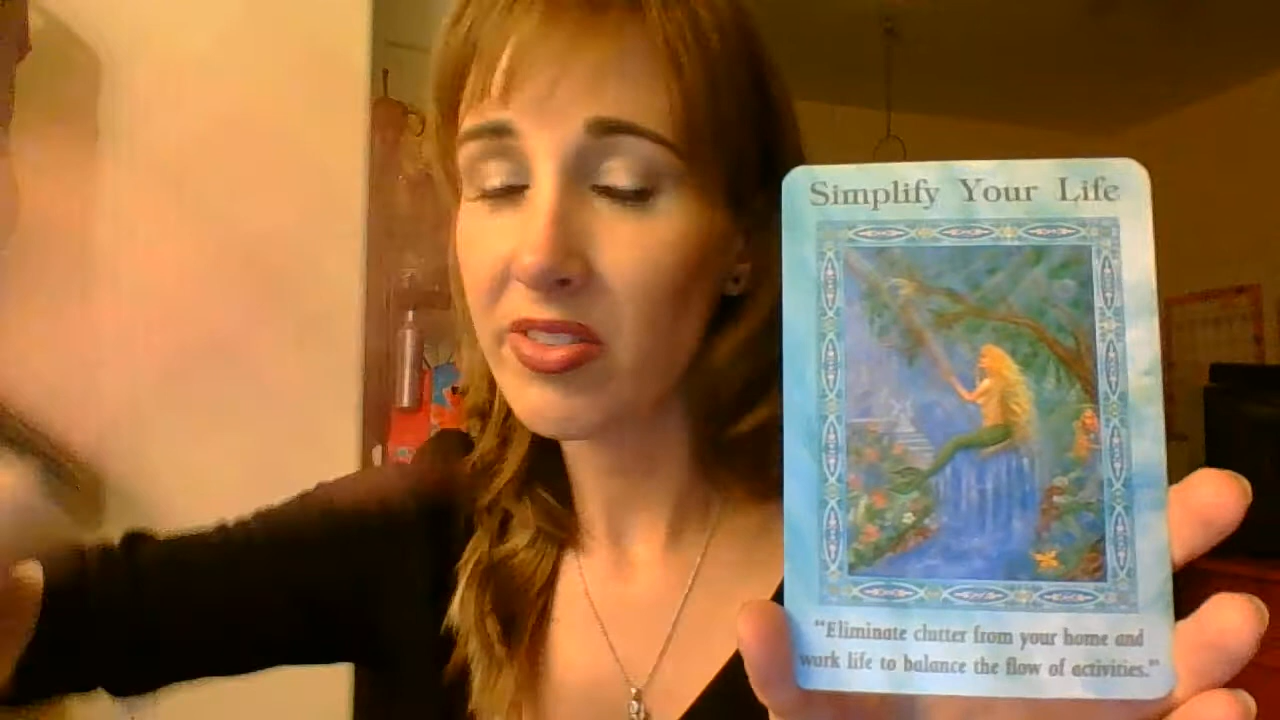 Simplify Your Life
"Eliminate clutter from your home and
work life to balance the flow of activities."